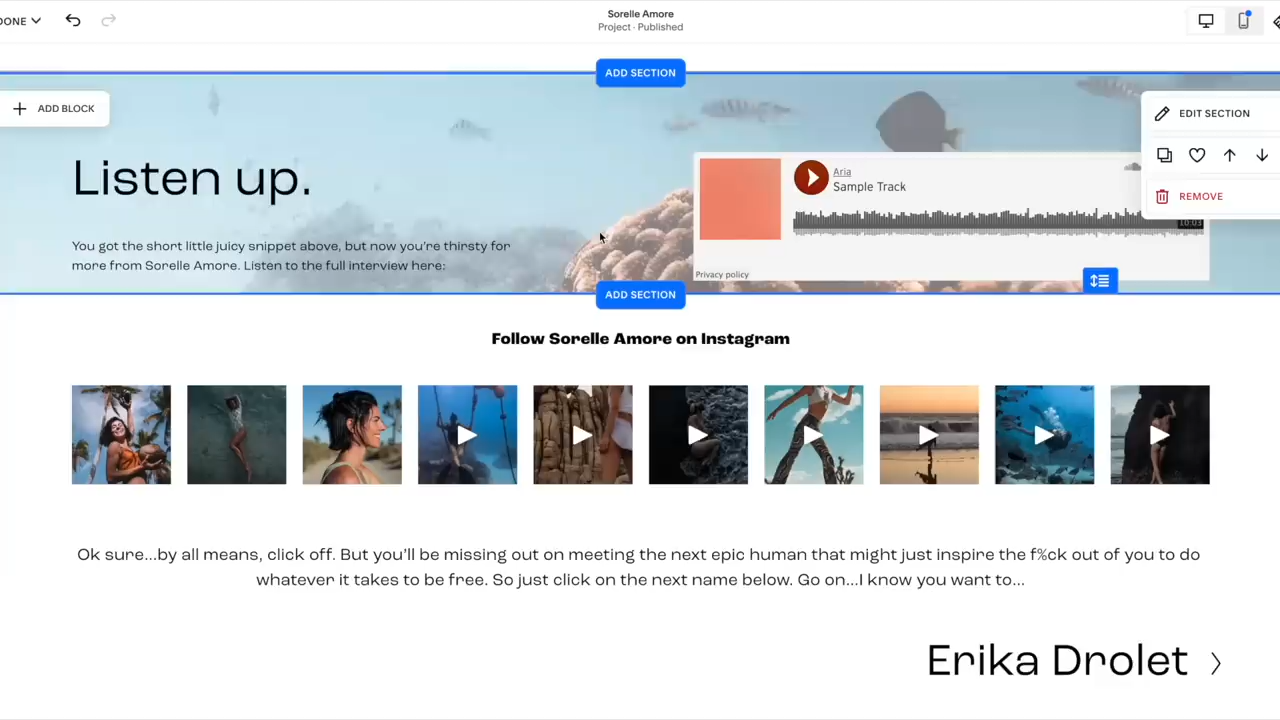 DONE
Sorelle Amore
Project · Published
ADD SECTION
ADD BLOCK
EDIT SECTION
Listen up.
Aria
Sample Track
REMOVE
10:03
You got the short little juicy snippet above, but now you're thirsty for
more from Sorelle Amore. Listen to the full interview here:
Privacy policy
ADD SECTION
Follow Sorelle Amore on Instagram
Ok sure...by all means, click off. But you'll be missing out on meeting the next epic human that might just inspire the f%ck out of you to do
whatever it takes to be free. So just click on the next name below. Go on...I know you want to...
Erika Drolet